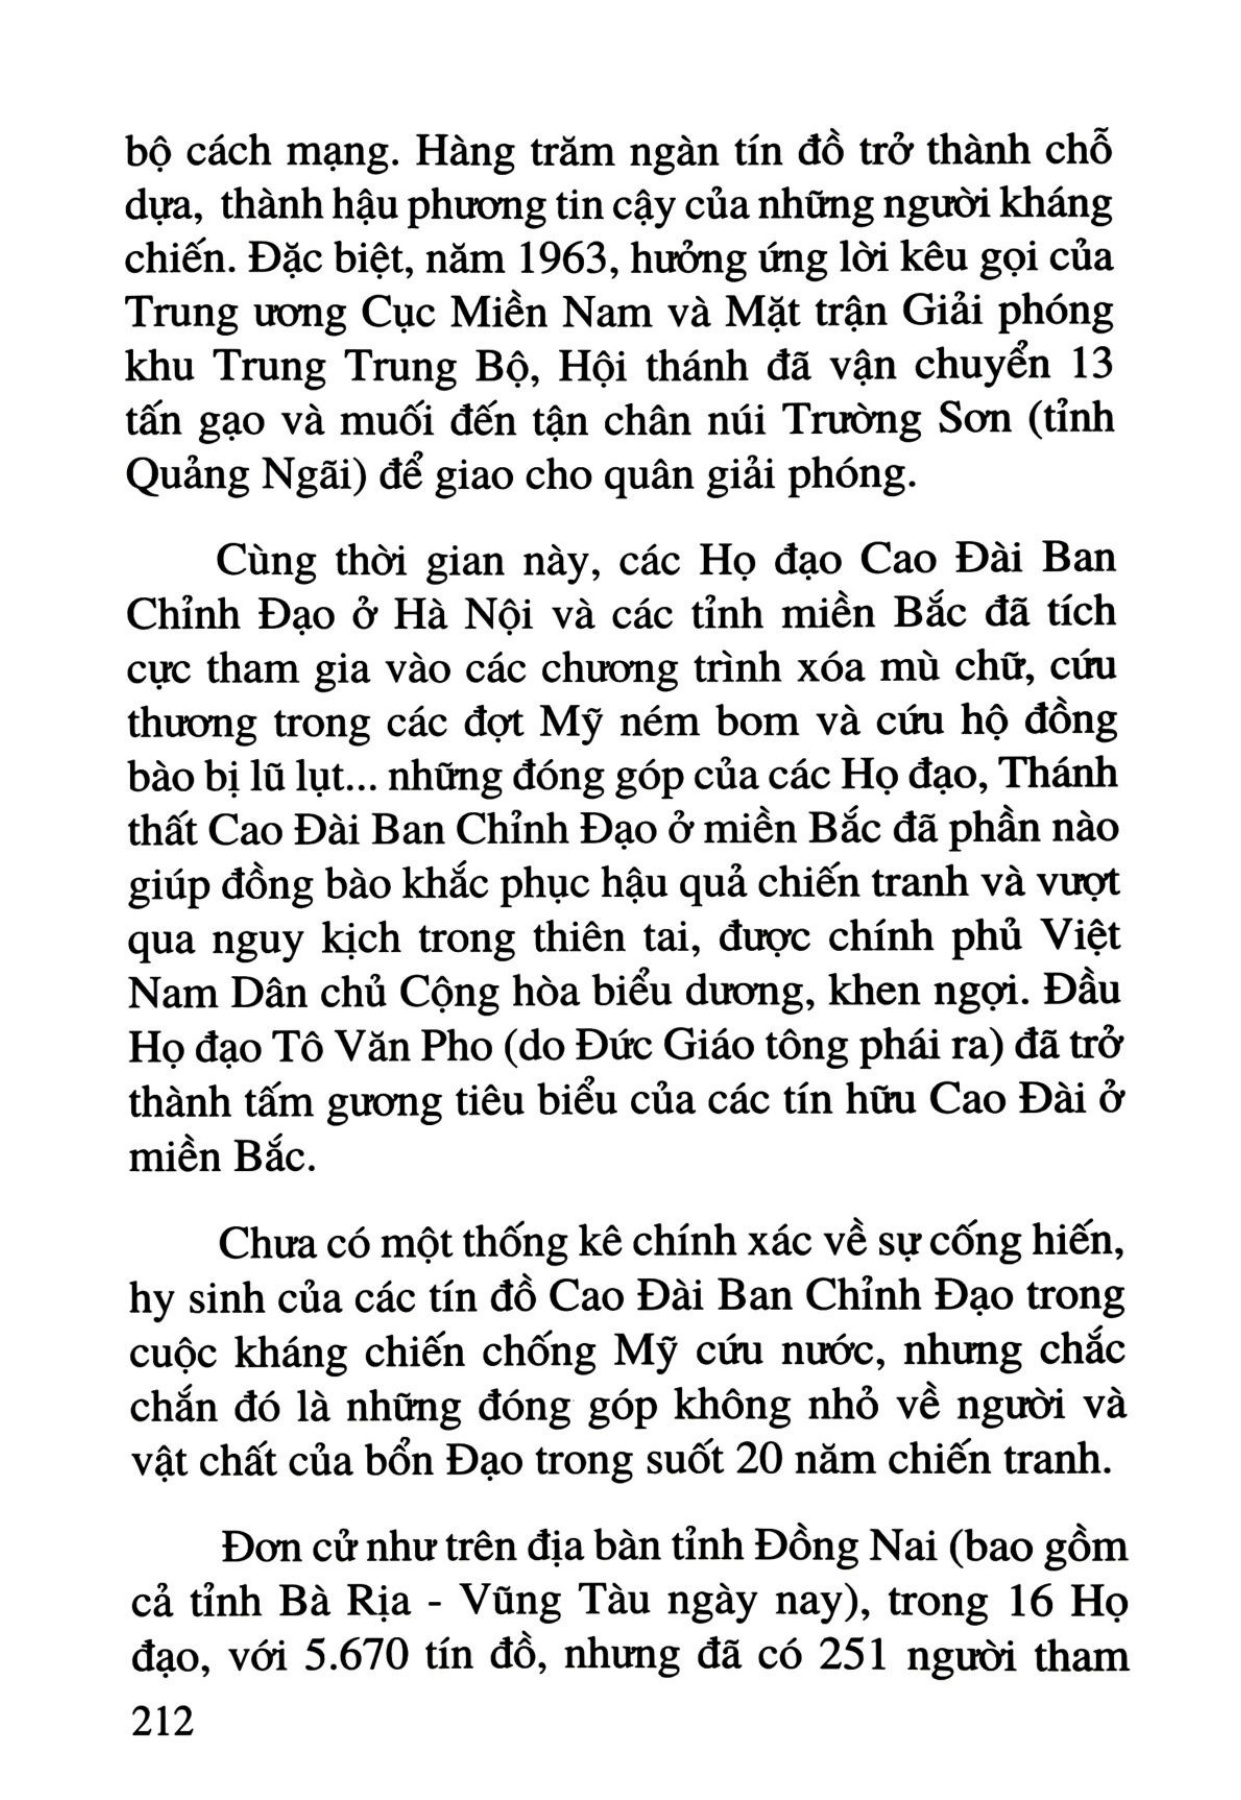 bộ cách mạng. Hàng trăm ngàn tín đồ trở thành chỗ
dựa, thành hậu phương tin cậy của những người kháng
chiến. Đặc biệt, năm 1963, hưởng ứng lời kêu gọi của
Trung ương Cục Miền Nam và Mặt trận Giải phóng
khu Trung Trung Bộ, Hội thánh đã vận chuyển 13
tấn gạo và muối đến tận chân núi Trường Sơn (tỉnh
Quảng Ngãi) để giao cho quân giải phóng.
Cùng thời gian này, các Họ đạo Cao Đài Ban
Chỉnh Đạo ở Hà Nội và các tỉnh miền Bắc đã tích
cực tham gia vào các chương trình xóa mù chữ, cứu
thương trong các đợt Mỹ ném bom và cứu hộ đồng
bào bị lũ lụt... những đóng góp của các Họ đạo, Thánh
thất Cao Đài Ban Chỉnh Đạo ở miền Bắc đã phần nào
giúp đồng bào khắc phục hậu quả chiến tranh và vượt
qua nguy kịch trong thiên tai, được chính phủ Việt
Nam Dân chủ Cộng hòa biểu dương, khen ngợi. Đầu
Họ đạo Tô Văn Pho (do Đức Giáo tông phái ra) đã trở
thành tấm gương tiêu biểu của các tín hữu Cao Đài ở
miền Bắc.
Chưa có một thống kê chính xác về sự cống hiến,
hy sinh của các tín đồ Cao Đài Ban Chỉnh Đạo trong
cuộc kháng chiến chống Mỹ cứu nước, nhưng chắc
chắn đó là những đóng góp không nhỏ về người và
vật chất của bổn Đạo trong suốt 20 năm chiến tranh.
Đơn cử như trên địa bàn tỉnh Đồng Nai (bao gồm
cả tỉnh Bà Rịa - Vũng Tàu ngày nay), trong 16 Họ
đạo, với 5.670 tín đồ, nhưng đã có 251 người tham
212